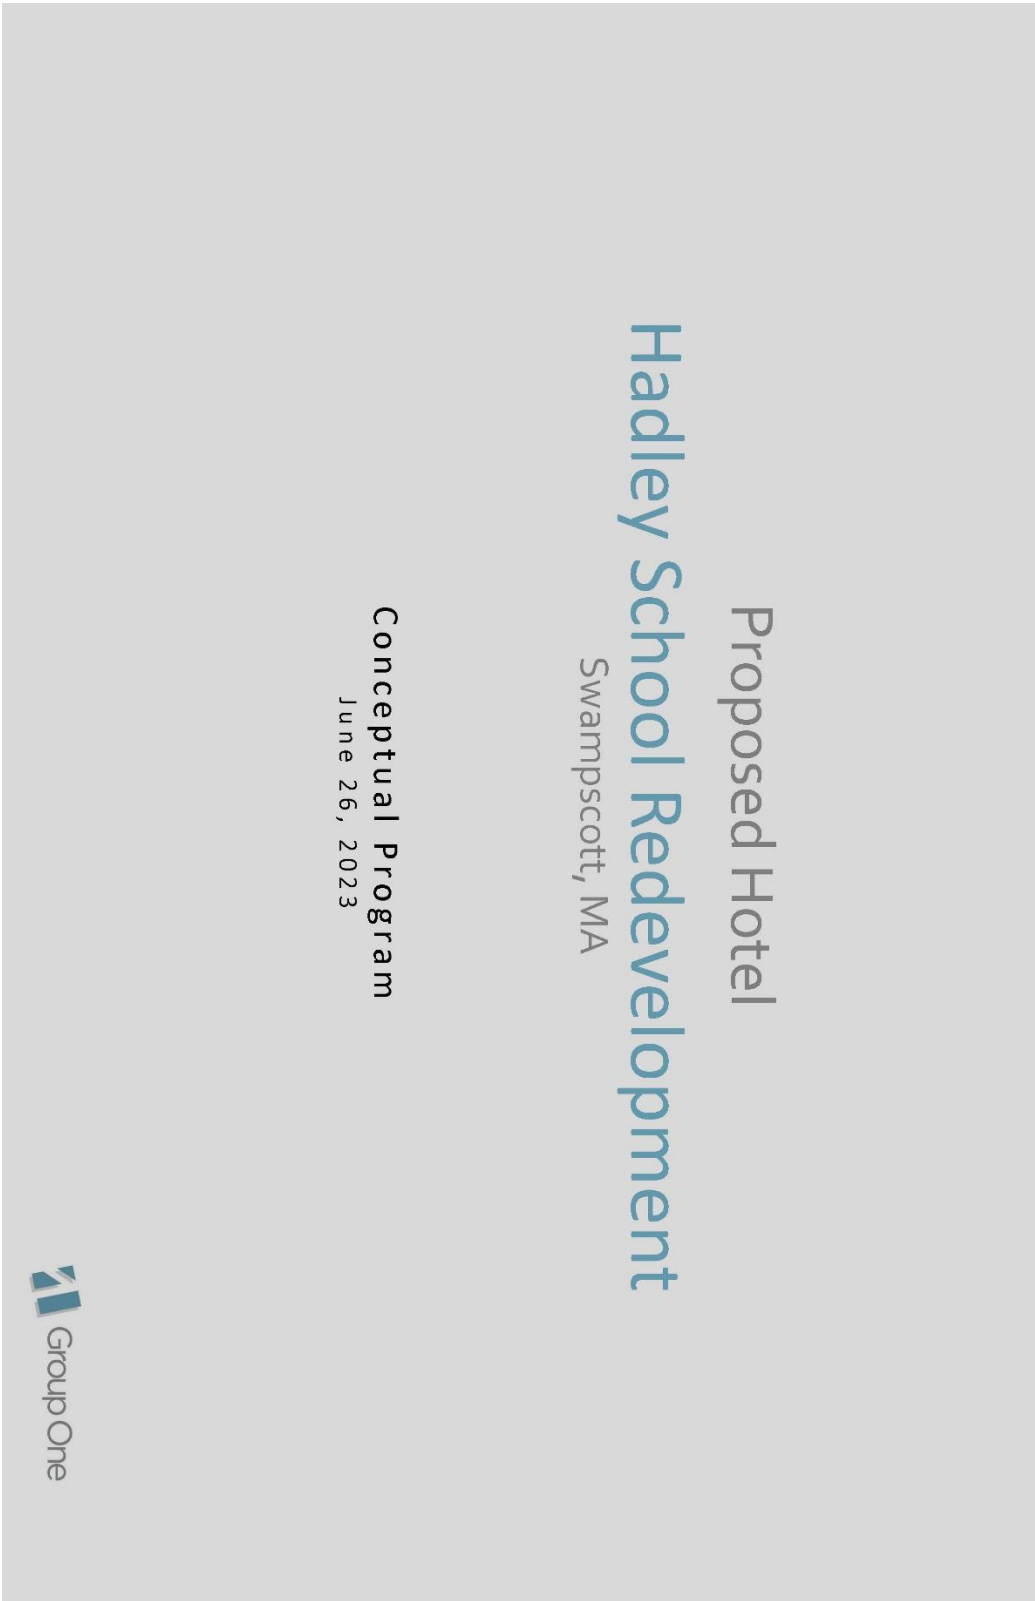 Proposed Hotel
Hadley School Redevelopment
Swampscott, MA
Conceptual Program
June 26, 2023
Group One